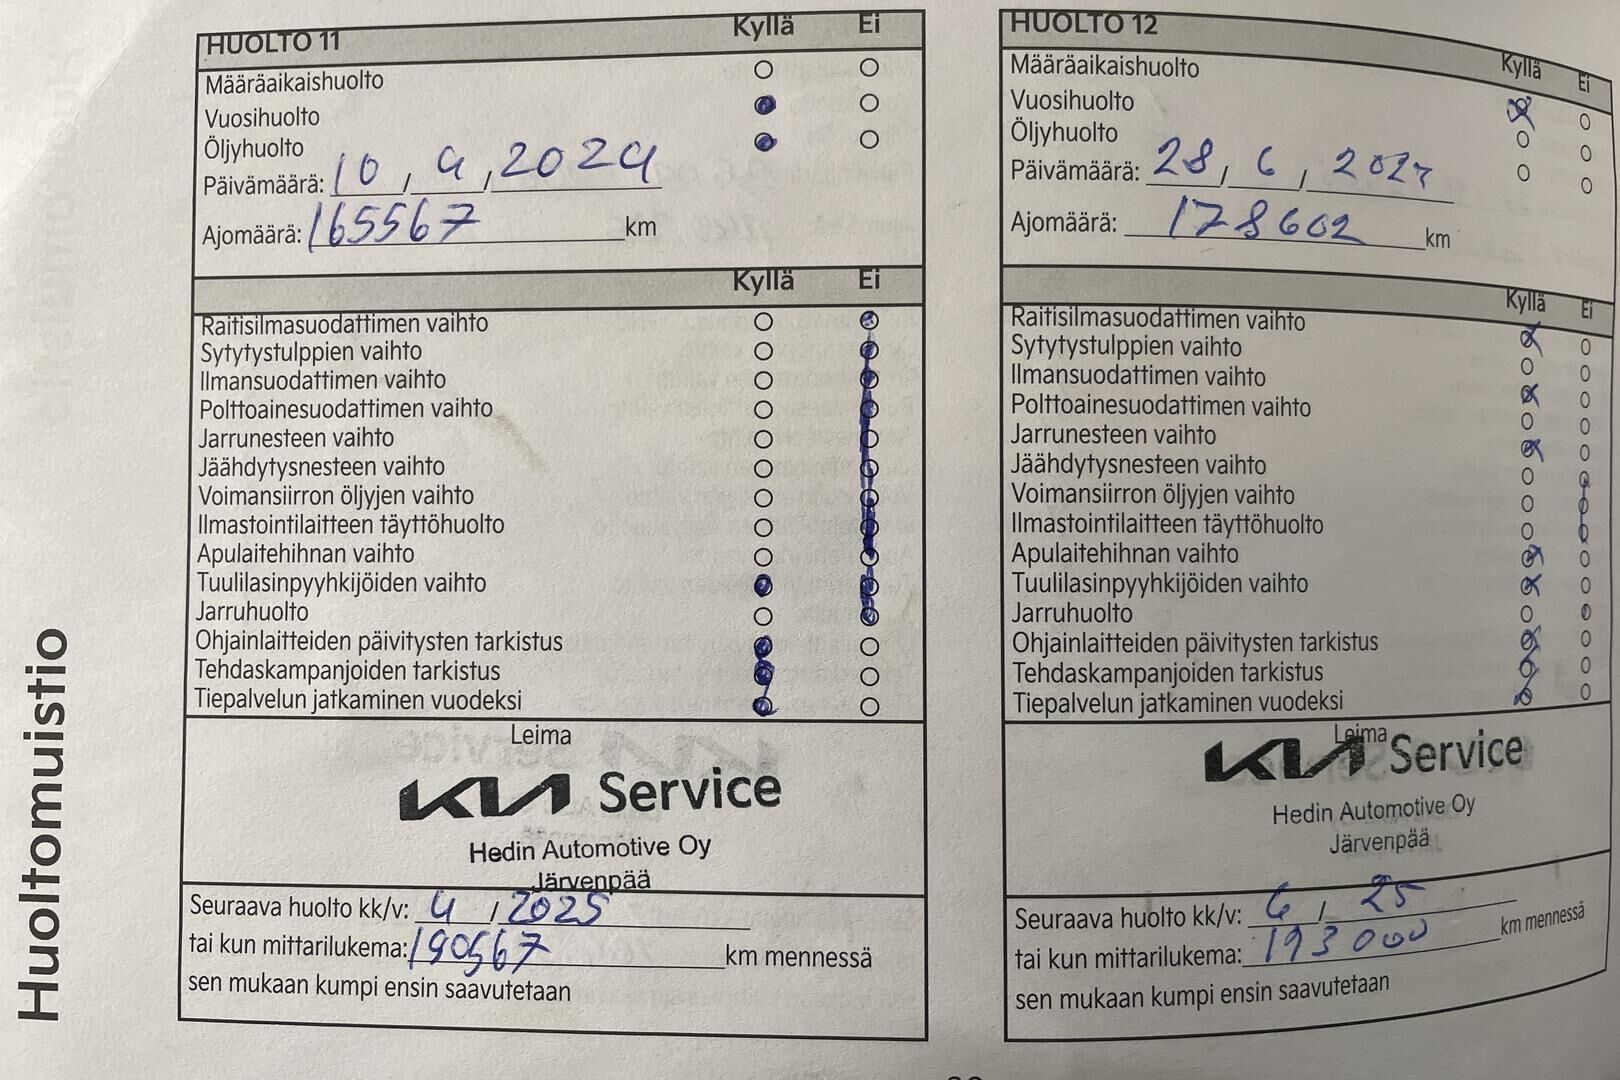 Huoltomuistio
HUOLTO 11 Kyllä Ei
Määräaikaishuolto
Vuosihuolto
Öljyhuolto
Päivämäärä: 10, 4, 2024
Ajomäärä: 165567 km
Kyllä Ei
Raitisilmasuodattimen vaihto
Sytytystulppien vaihto
Ilmansuodattimen vaihto
Polttoainesuodattimen vaihto
Jarrunesteen vaihto
Jäähdytysnesteen vaihto
Voimansiirron öljyjen vaihto
Ilmastointilaitteen täyttöhuolto
Apulaitehihnan vaihto
Tuulilasinpyyhkijöiden vaihto
Jarruhuolto
Ohjainlaitteiden päivitysten tarkistus
Tehdaskampanjoiden tarkistus
Tiepalvelun jatkaminen vuodeksi
Leima
KIA Service
Hedin Automotive Oy
Järvenpää
Seuraava huolto kk/v: 4 / 2025
tai kun mittarilukema: 190567 km mennessä
sen mukaan kumpi ensin saavutetaan
HUOLTO 12 Kyllä Ei
Määräaikaishuolto
Vuosihuolto
Öljyhuolto
Päivämäärä: 28, 6,
Ajomäärä: 178602 km
Kyllä Ei
Raitisilmasuodattimen vaihto
Sytytystulppien vaihto
Ilmansuodattimen vaihto
Polttoainesuodattimen vaihto
Jarrunesteen vaihto
Jäähdytysnesteen vaihto
Voimansiirron öljyjen vaihto
Ilmastointilaitteen täyttöhuolto
Apulaitehihnan vaihto
Tuulilasinpyyhkijöiden vaihto
Jarruhuolto
Ohjainlaitteiden päivitysten tarkistus
Tehdaskampanjoiden tarkistus
Tiepalvelun jatkaminen vuodeksi
Leima
KIA Service
Hedin Automotive Oy
Järvenpää
Seuraava huolto kk/v: 6 / 25
tai kun mittarilukema: 193000 km mennessä
sen mukaan kumpi ensin saavutetaan